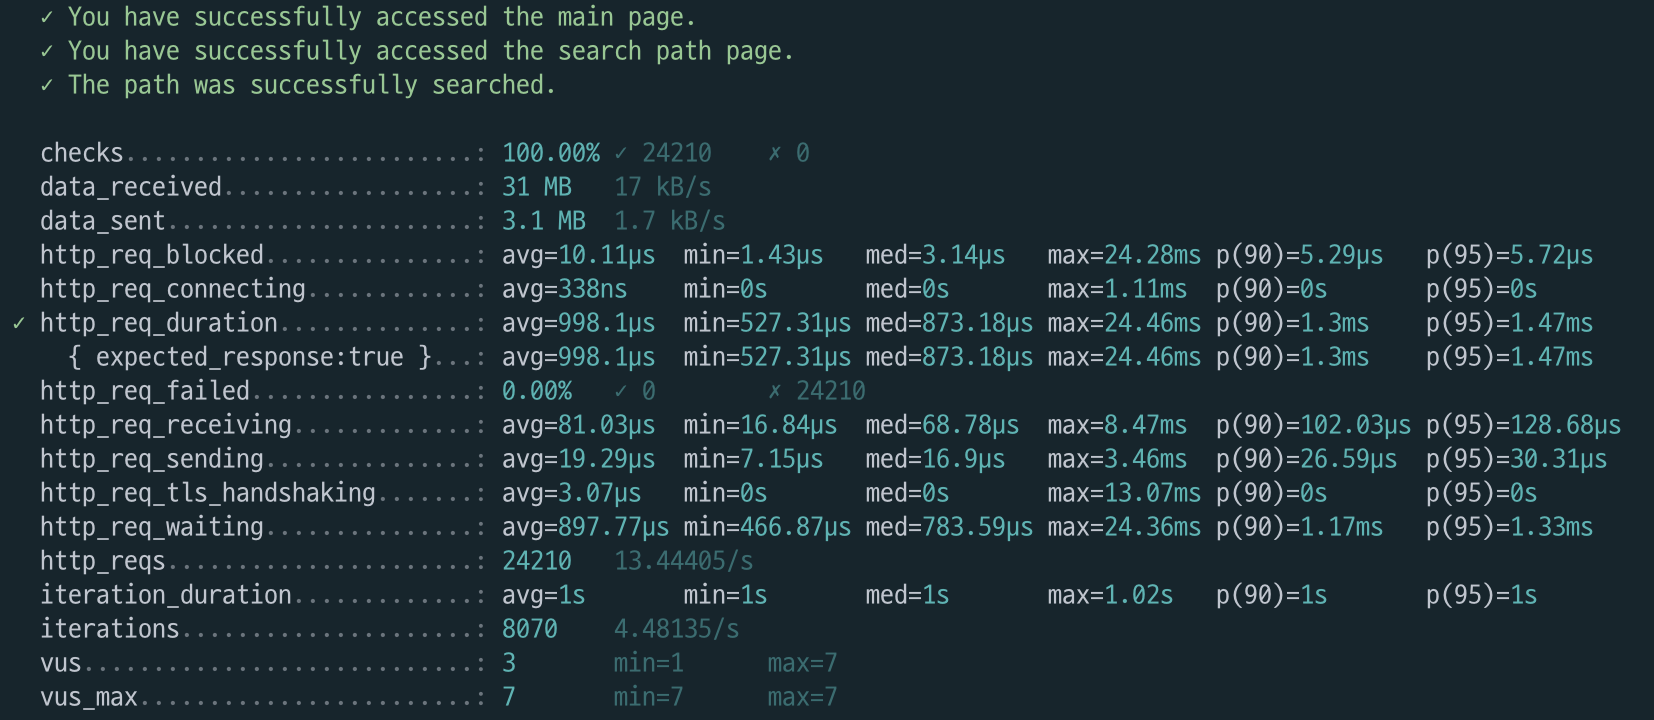 ✓ You have successfully accessed the main page.
✓ You have successfully accessed the search path page.
✓ The path was successfully searched.
checks.........................: 100.00% ✓ 24210    ✗ 0
data_received..................: 31 MB   17 kB/s
data_sent......................: 3.1 MB  1.7 kB/s
http_req_blocked...............: avg=10.11µs  min=1.43µs   med=3.14µs   max=24.28ms p(90)=5.29µs   p(95)=5.72µs
http_req_connecting............: avg=338ns    min=0s       med=0s       max=1.11ms  p(90)=0s       p(95)=0s
✓ http_req_duration..............: avg=998.1µs  min=527.31µs med=873.18µs max=24.46ms p(90)=1.3ms    p(95)=1.47ms
{ expected_response:true }...: avg=998.1µs  min=527.31µs med=873.18µs max=24.46ms p(90)=1.3ms    p(95)=1.47ms
http_req_failed................: 0.00%   ✓ 0        ✗ 24210
http_req_receiving.............: avg=81.03µs  min=16.84µs  med=68.78µs  max=8.47ms  p(90)=102.03µs p(95)=128.68µs
http_req_sending...............: avg=19.29µs  min=7.15µs   med=16.9µs   max=3.46ms  p(90)=26.59µs  p(95)=30.31µs
http_req_tls_handshaking.......: avg=3.07µs   min=0s       med=0s       max=13.07ms p(90)=0s       p(95)=0s
http_req_waiting...............: avg=897.77µs min=466.87µs med=783.59µs max=24.36ms p(90)=1.17ms   p(95)=1.33ms
http_reqs......................: 24210   13.44405/s
iteration_duration.............: avg=1s       min=1s       med=1s       max=1.02s   p(90)=1s       p(95)=1s
iterations.....................: 8070    4.48135/s
vus............................: 3       min=1      max=7
vus_max........................: 7       min=7      max=7